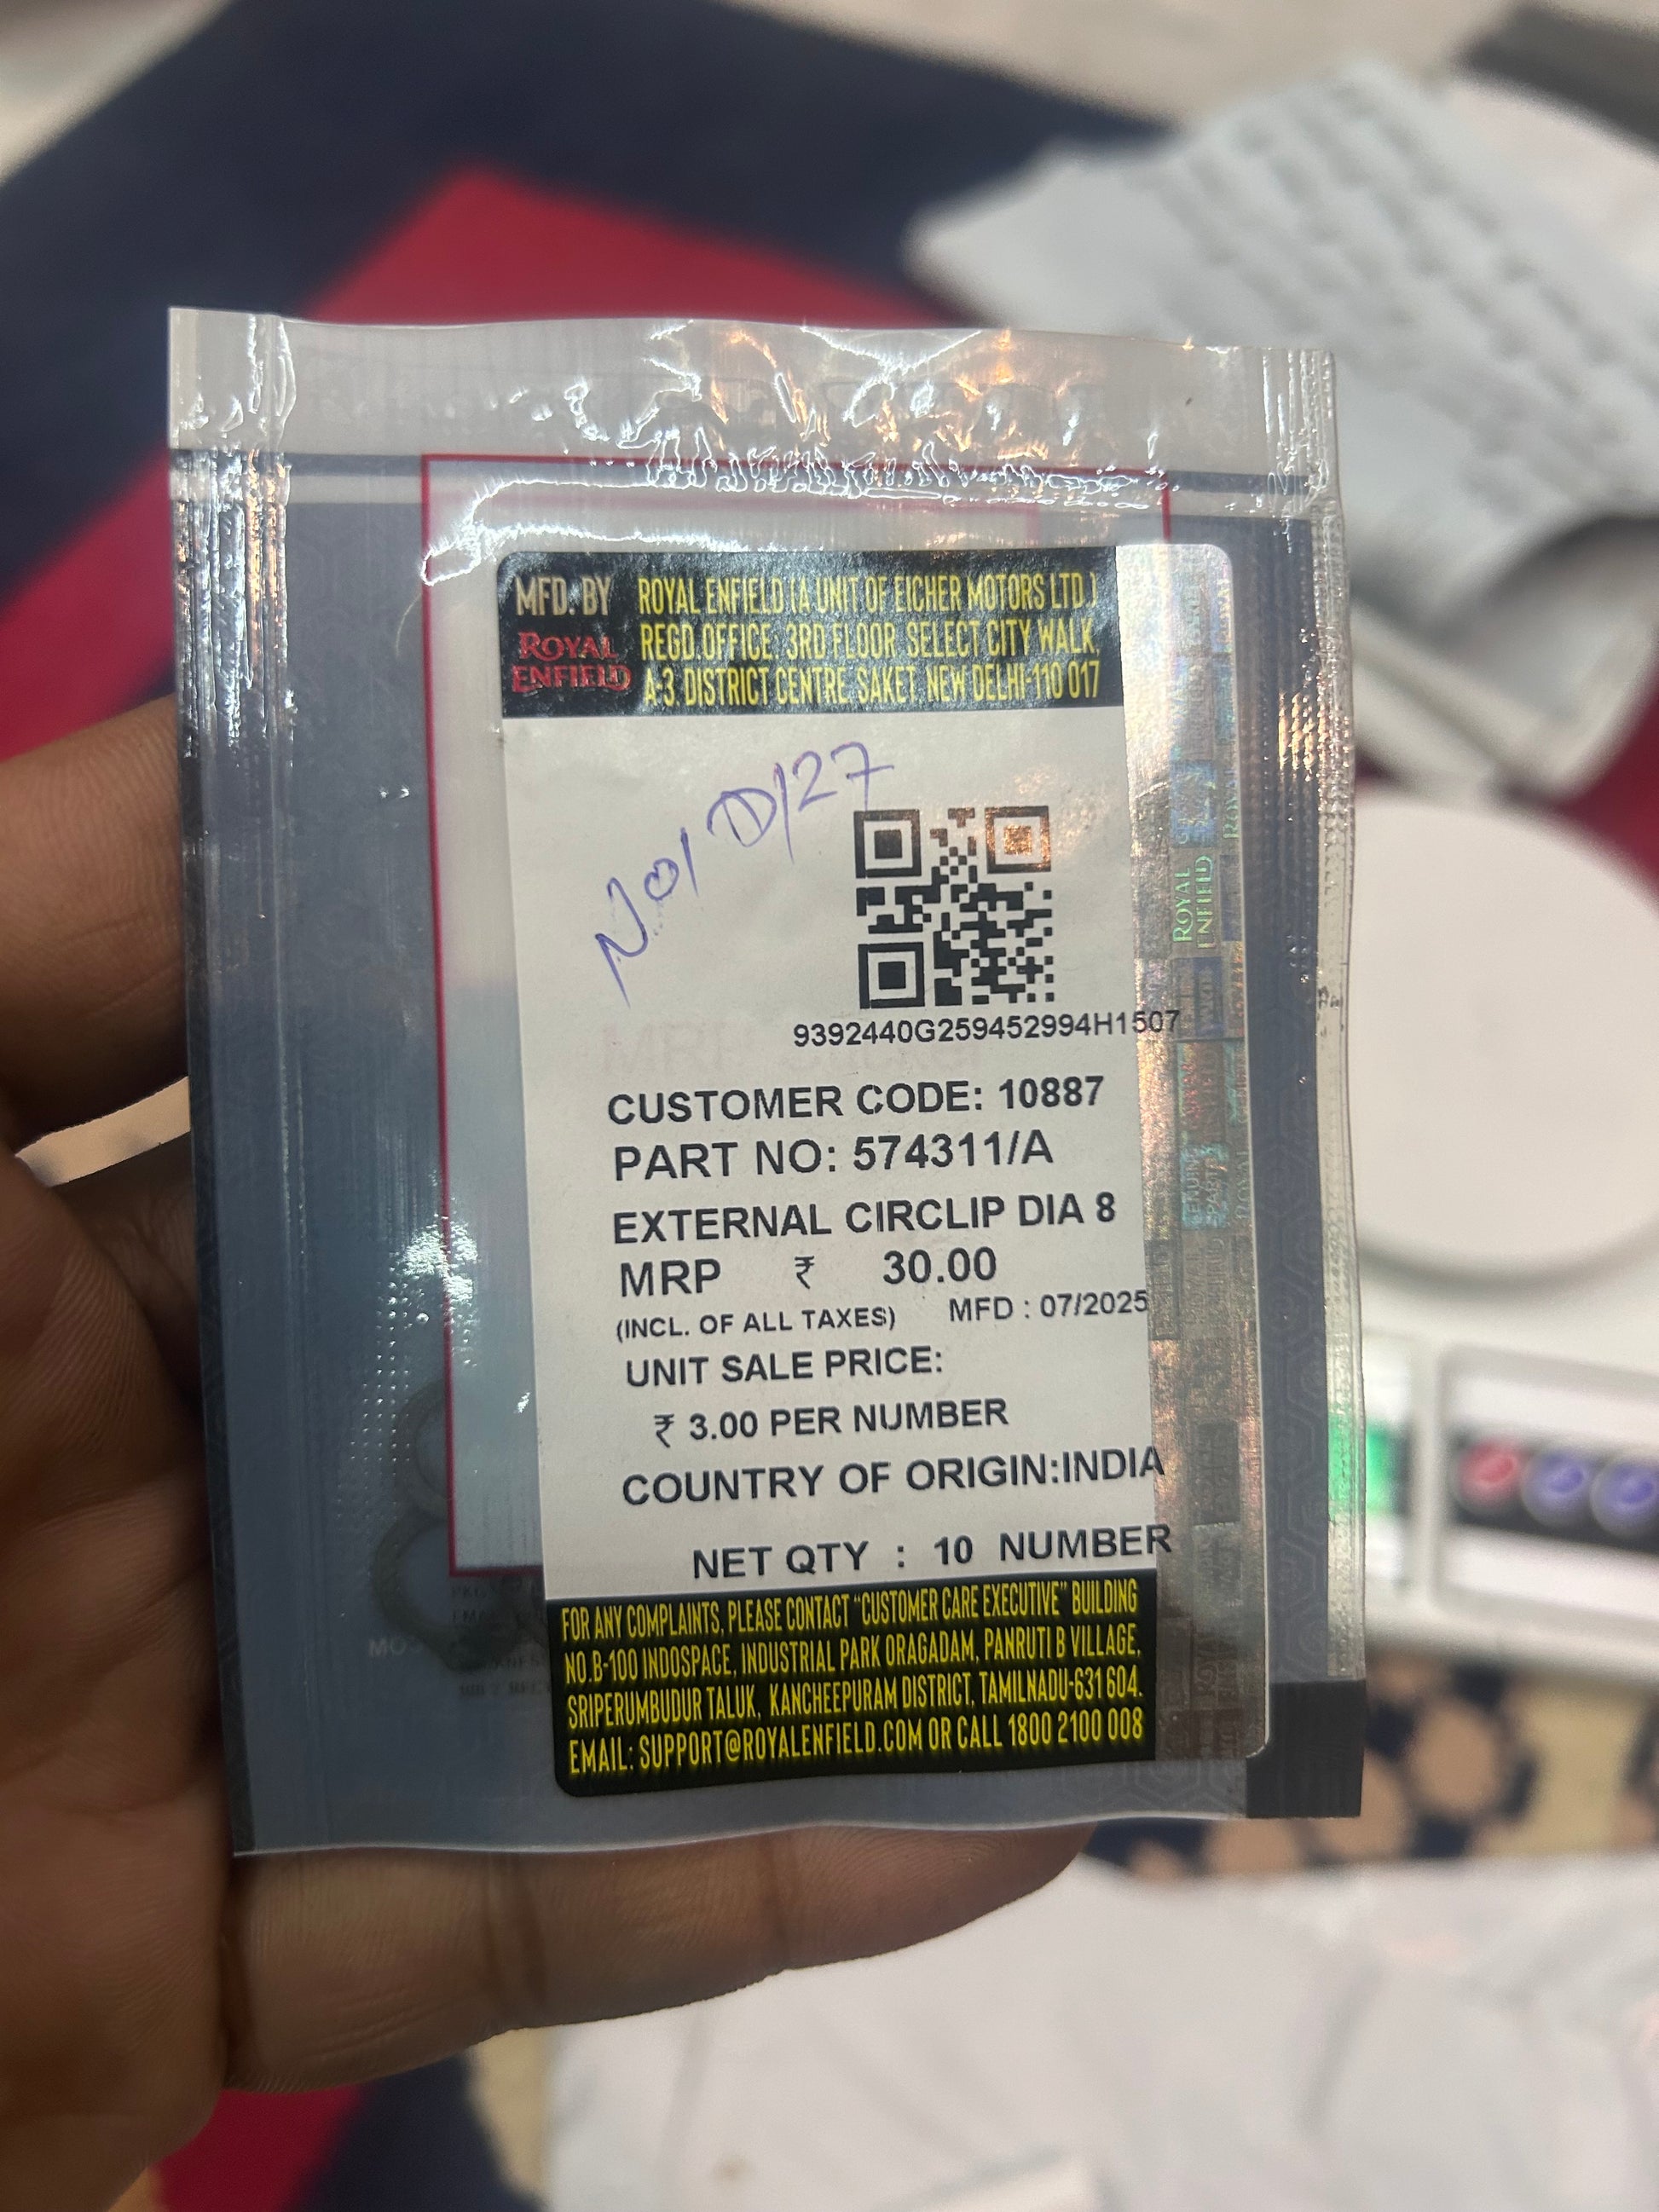 MFD. BY
ROYAL ENFIELD
ROYAL ENFIELD (A UNIT OF EICHER MOTORS LTD.)
REGD.OFFICE. 3RD FLOOR SELECT CITY WALK,
A-3 DISTRICT CENTRE, SAKET NEW DELHI-110 017
9392440G259452994H1507
CUSTOMER CODE: 10887
PART NO: 574311/A
EXTERNAL CIRCLIP DIA 8
MRP ₹ 30.00
(INCL. OF ALL TAXES) MFD : 07/2025
UNIT SALE PRICE:
₹ 3.00 PER NUMBER
COUNTRY OF ORIGIN:INDIA
NET QTY : 10 NUMBER
FOR ANY COMPLAINTS, PLEASE CONTACT "CUSTOMER CARE EXECUTIVE" BUILDING
NO.B-100 INDOSPACE, INDUSTRIAL PARK ORAGADAM, PANRUTI B VILLAGE,
SRIPERUMBUDUR TALUK, KANCHEEPURAM DISTRICT, TAMILNADU-631 604.
EMAIL: SUPPORT@ROYALENFIELD.COM OR CALL 1800 2100 008
ROYAL
ENFIELD